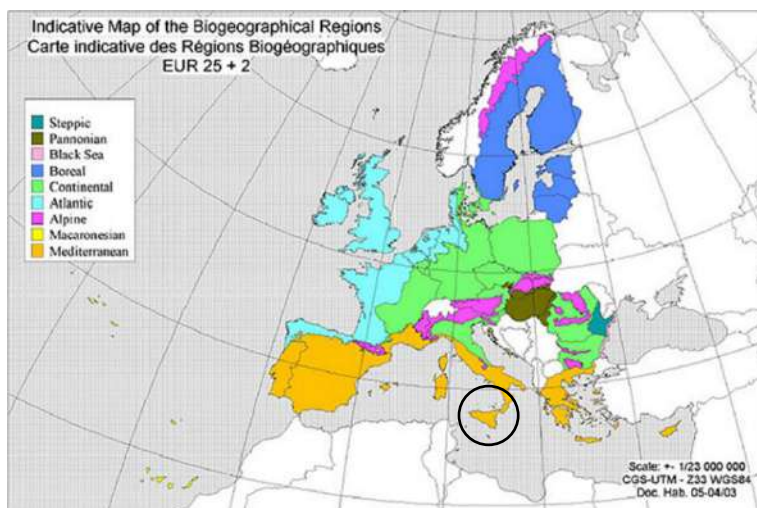 Indicative Map of the Biogeographical Regions
Carte indicative des Régions Biogéographiques
EUR 25 + 2
Steppic
Pannonian
Black Sea
Boreal
Continental
Atlantic
Alpine
Macaronesian
Mediterranean
Scale: +- 1/23 000 000
CGS-UTM - Z33 WGS84
Doc. Hab. 05-04/03